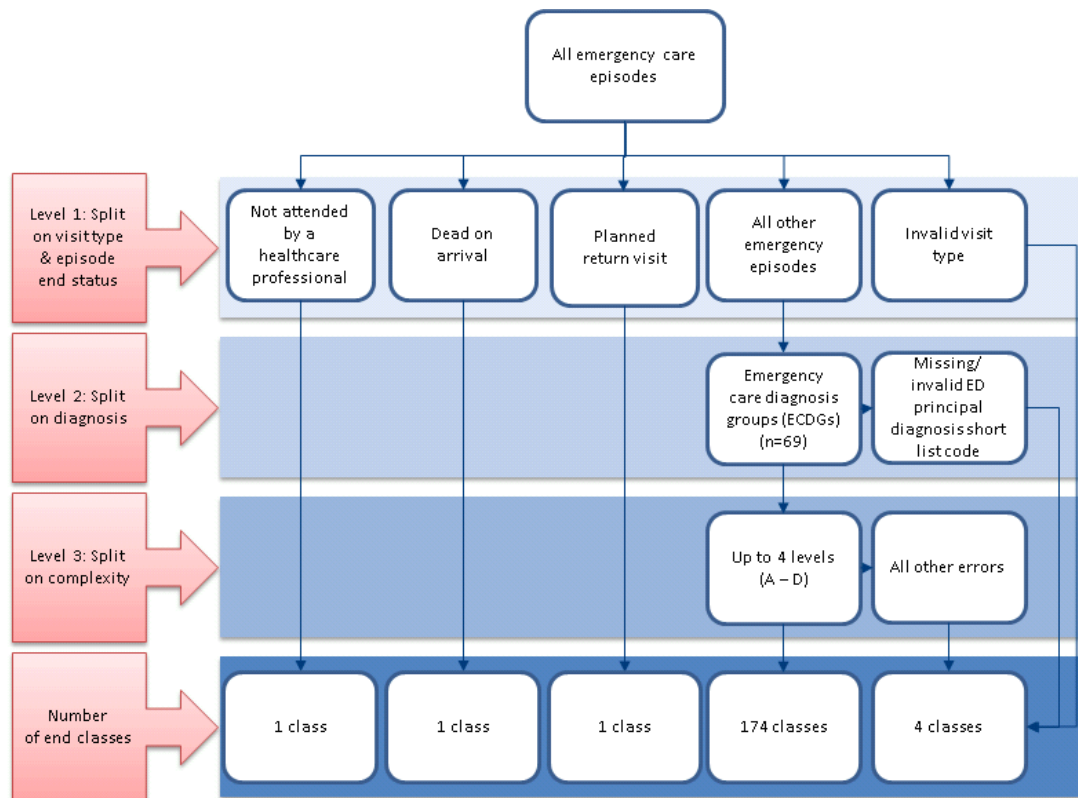 All emergency care
episodes
Level 1: Split
on visit type
& episode
end status
Not attended
by a
healthcare
professional
Dead on
arrival
Planned
return visit
All other
emergency
episodes
Invalid visit
type
Level 2: Split
on diagnosis
Emergency
care diagnosis
groups (ECDGs)
(n=69)
Missing/
invalid ED
principal
diagnosis short
list code
Level 3: Split
on complexity
Up to 4 levels
(A – D)
All other errors
Number
of end classes
1 class
1 class
1 class
174 classes
4 classes